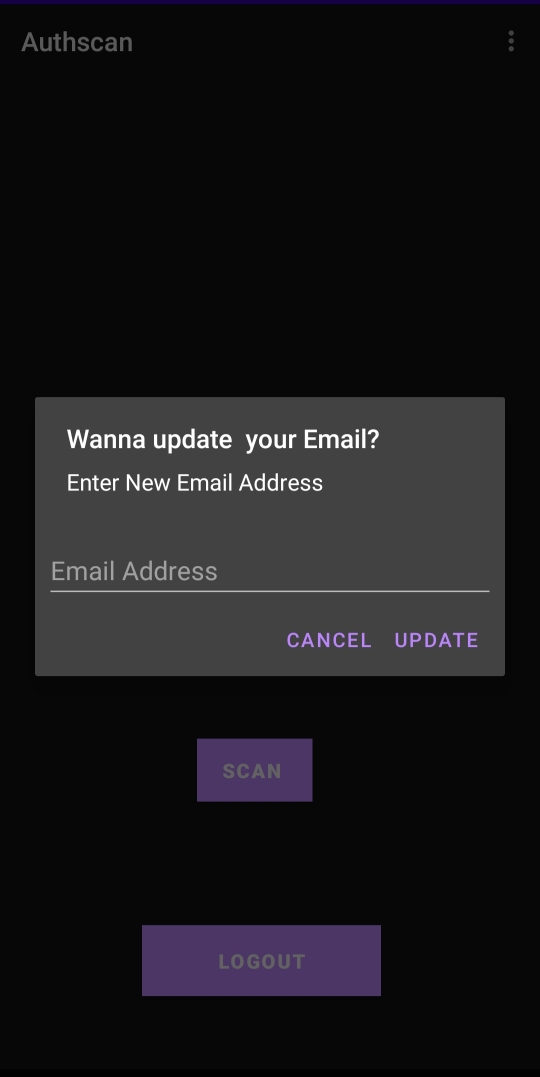 Authscan
Wanna update  your Email?
Enter New Email Address
Email Address
CANCEL UPDATE
SCAN
LOGOUT